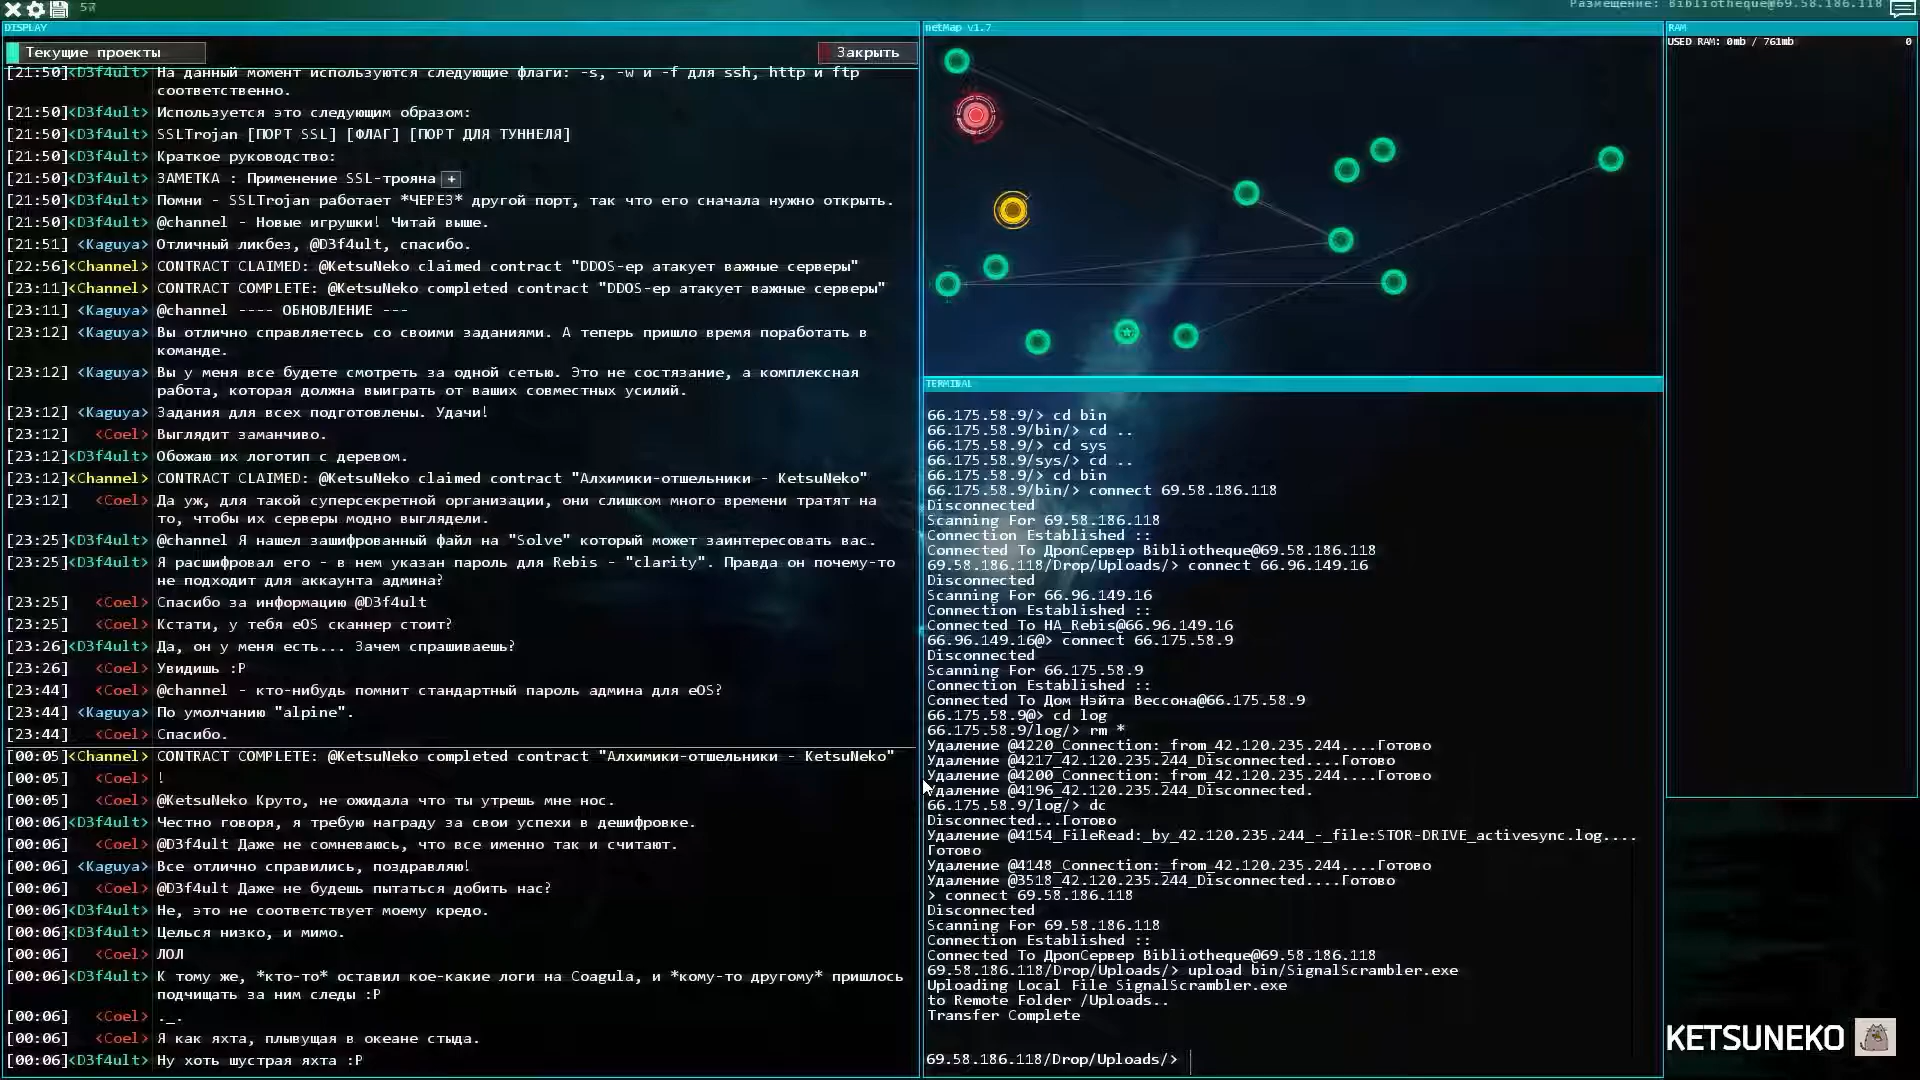 57
Размещение: Bibliotheque@69.58.186.118
DISPLAY
Текущие проекты
Закрыть
[21:50]<D3f4ult> На данный момент используются следующие флаги: -s, -w и -f для ssh, http и ftp
соответственно.
[21:50]<D3f4ult> Используется это следующим образом:
[21:50]<D3f4ult> SSLTrojan [ПОРТ SSL] [ФЛАГ] [ПОРТ ДЛЯ ТУННЕЛЯ]
[21:50]<D3f4ult> Краткое руководство:
[21:50]<D3f4ult> ЗАМЕТКА : Применение SSL-трояна +
[21:50]<D3f4ult> Помни - SSLTrojan работает *ЧЕРЕЗ* другой порт, так что его сначала нужно открыть.
[21:50]<D3f4ult> @channel - Новые игрушки! Читай выше.
[21:51] <Kaguya> Отличный ликбез, @D3f4ult, спасибо.
[22:56]<Channel> CONTRACT CLAIMED: @KetsuNeko claimed contract "DDOS-ер атакует важные серверы"
[23:11]<Channel> CONTRACT COMPLETE: @KetsuNeko completed contract "DDOS-ер атакует важные серверы"
[23:11] <Kaguya> @channel ---- ОБНОВЛЕНИЕ ---
[23:12] <Kaguya> Вы отлично справляетесь со своими заданиями. А теперь пришло время поработать в
команде.
[23:12] <Kaguya> Вы у меня все будете смотреть за одной сетью. Это не состязание, а комплексная
работа, которая должна выиграть от ваших совместных усилий.
[23:12] <Kaguya> Задания для всех подготовлены. Удачи!
[23:12] <Coel> Выглядит заманчиво.
[23:12]<D3f4ult> Обожаю их логотип с деревом.
[23:12]<Channel> CONTRACT CLAIMED: @KetsuNeko claimed contract "Алхимики-отшельники - KetsuNeko"
[23:12] <Coel> Да уж, для такой суперсекретной организации, они слишком много времени тратят на
то, чтобы их серверы модно выглядели.
[23:25]<D3f4ult> @channel Я нашел зашифрованный файл на "Solve" который может заинтересовать вас.
[23:25]<D3f4ult> Я расшифровал его - в нем указан пароль для Rebis - "clarity". Правда он почему-то
не подходит для аккаунта админа?
[23:25] <Coel> Спасибо за информацию @D3f4ult
[23:25] <Coel> Кстати, у тебя eOS сканнер стоит?
[23:26]<D3f4ult> Да, он у меня есть... Зачем спрашиваешь?
[23:26] <Coel> Увидишь :P
[23:44] <Coel> @channel - кто-нибудь помнит стандартный пароль админа для eOS?
[23:44] <Kaguya> По умолчанию "alpine".
[23:44] <Coel> Спасибо.
[00:05]<Channel> CONTRACT COMPLETE: @KetsuNeko completed contract "Алхимики-отшельники - KetsuNeko"
[00:05] <Coel> !
[00:05] <Coel> @KetsuNeko Круто, не ожидала что ты утрешь мне нос.
[00:06]<D3f4ult> Честно говоря, я требую награду за свои успехи в дешифровке.
[00:06] <Coel> @D3f4ult Даже не сомневаюсь, что все именно так и считают.
[00:06] <Kaguya> Все отлично справились, поздравляю!
[00:06] <Coel> @D3f4ult Даже не будешь пытаться добить нас?
[00:06]<D3f4ult> Не, это не соответствует моему кредо.
[00:06]<D3f4ult> Целься низко, и мимо.
[00:06] <Coel> ЛОЛ
[00:06]<D3f4ult> К тому же, *кто-то* оставил кое-какие логи на Coagula, и *кому-то другому* пришлось
подчищать за ним следы :P
[00:06] <Coel> ._.
[00:06] <Coel> Я как яхта, плывущая в океане стыда.
[00:06]<D3f4ult> Ну хоть шустрая яхта :P
netMap v1.7
TERMINAL
66.175.58.9/> cd bin
66.175.58.9/bin/> cd ..
66.175.58.9/> cd sys
66.175.58.9/sys/> cd ..
66.175.58.9/> cd bin
66.175.58.9/bin/> connect 69.58.186.118
Disconnected
Scanning For 69.58.186.118
Connection Established ::
Connected To ДропСервер Bibliotheque@69.58.186.118
69.58.186.118/Drop/Uploads/> connect 66.96.149.16
Disconnected
Scanning For 66.96.149.16
Connection Established ::
Connected To HA_Rebis@66.96.149.16
66.96.149.16@> connect 66.175.58.9
Disconnected
Scanning For 66.175.58.9
Connection Established ::
Connected To Дом Нэйта Вессона@66.175.58.9
66.175.58.9@> cd log
66.175.58.9/log/> rm *
Удаление @4220_Connection:_from_42.120.235.244....Готово
Удаление @4217_42.120.235.244_Disconnected....Готово
Удаление @4200_Connection:_from_42.120.235.244....Готово
Удаление @4196_42.120.235.244_Disconnected.
66.175.58.9/log/> dc
Disconnected...Готово
Удаление @4154_FileRead:_by_42.120.235.244_-_file:STOR-DRIVE_activesync.log....
Готово
Удаление @4148_Connection:_from_42.120.235.244....Готово
Удаление @3518_42.120.235.244_Disconnected....Готово
> connect 69.58.186.118
Disconnected
Scanning For 69.58.186.118
Connection Established ::
Connected To ДропСервер Bibliotheque@69.58.186.118
69.58.186.118/Drop/Uploads/> upload bin/SignalScrambler.exe
Uploading Local File SignalScrambler.exe
to Remote Folder /Uploads..
Transfer Complete
69.58.186.118/Drop/Uploads/>
RAM
USED RAM: 0mb / 761mb 0
KETSUNEKO